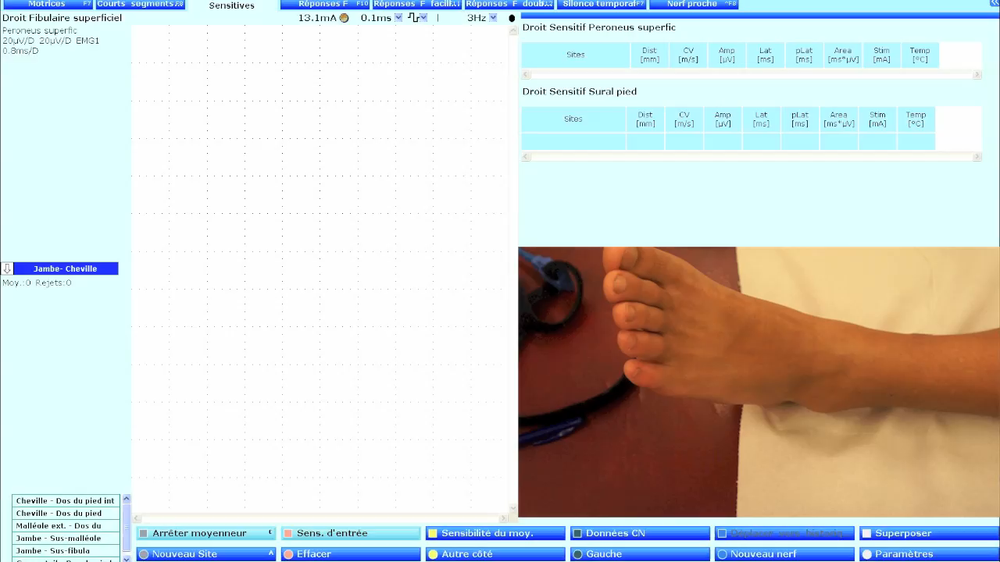 Motrices F7 Courts segments F8 Sensitives Réponses F F10 Réponses F facili. Réponses F doub. Silence temporal F7 Nerf proche ^F8
Droit Fibulaire superficiel 13.1mA 0.1ms 3Hz
Peroneus superfic
20µV/D 20µV/D EMG1
0.8ms/D
Jambe- Cheville
Moy.:0 Rejets:0
Cheville - Dos du pied int
Cheville - Dos du pied
Malléole ext. - Dos du
Jambe - Sus-malléole
Jambe - Sus-fibula
Droit Sensitif Peroneus superfic
Sites Dist CV Amp Lat pLat Area Stim Temp
[mm] [m/s] [µV] [ms] [ms] [ms*µV] [mA] [ºC]
Droit Sensitif Sural pied
Sites Dist CV Amp Lat pLat Area Stim Temp
[mm] [m/s] [µV] [ms] [ms] [ms*µV] [mA] [ºC]
Arrêter moyenneur C Sens. d'entrée Sensibilité du moy. Données CN Superposer
Nouveau Site A Effacer Autre côté Gauche Nouveau nerf Paramètres